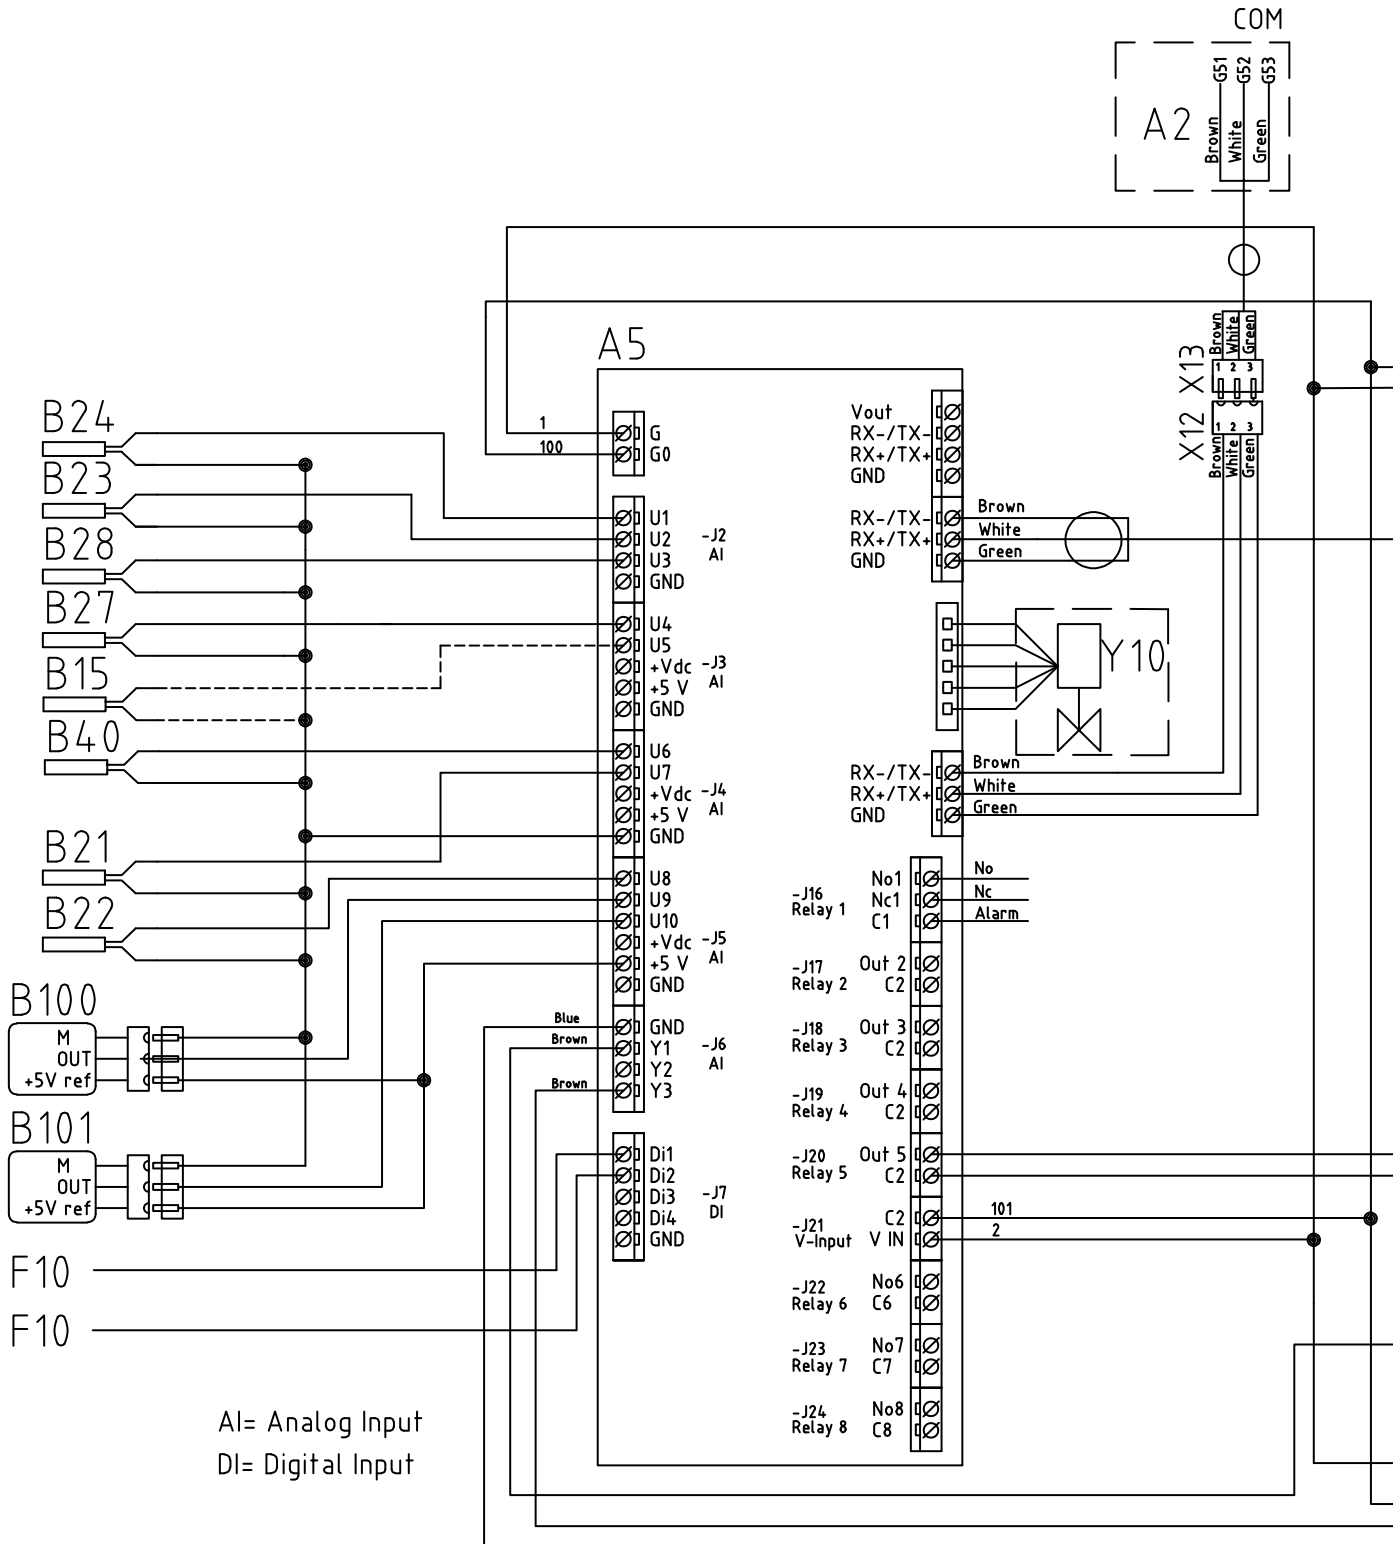 COM
G51 G52 G53
A2
Brown White Green
A5
Brown White Green
X13
1 2 3
X12
1 2 3
Brown White Green
B24
B23
B28
B27
B15
B40
B21
B22
B100
M
OUT
+5V ref
B101
M
OUT
+5V ref
F10
F10
1
100
G
G0
U1
U2
U3
GND
-J2
AI
U4
U5
+Vdc
+5 V
GND
-J3
AI
U6
U7
+Vdc
+5 V
GND
-J4
AI
U8
U9
U10
+Vdc
+5 V
GND
-J5
AI
Blue
Brown
Brown
GND
Y1
Y2
Y3
-J6
AI
Di1
Di2
Di3
Di4
GND
-J7
DI
Vout
RX-/TX-
RX+/TX+
GND
RX-/TX-
RX+/TX+
GND
Brown
White
Green
Y10
RX-/TX-
RX+/TX+
GND
Brown
White
Green
-J16
Relay 1
No1
Nc1
C1
No
Nc
Alarm
-J17
Relay 2
Out 2
C2
-J18
Relay 3
Out 3
C2
-J19
Relay 4
Out 4
C2
-J20
Relay 5
Out 5
C2
-J21
V-Input
C2
V IN
101
2
-J22
Relay 6
No6
C6
-J23
Relay 7
No7
C7
-J24
Relay 8
No8
C8
AI= Analog Input
DI= Digital Input